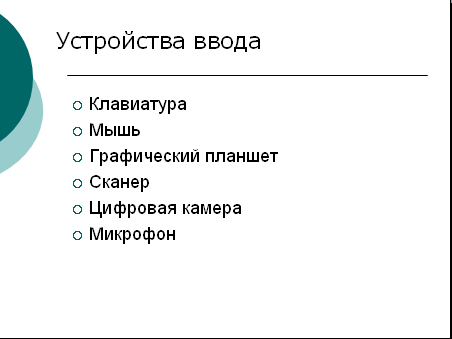 Устройства ввода
Клавиатура
Мышь
Графический планшет
Сканер
Цифровая камера
Микрофон